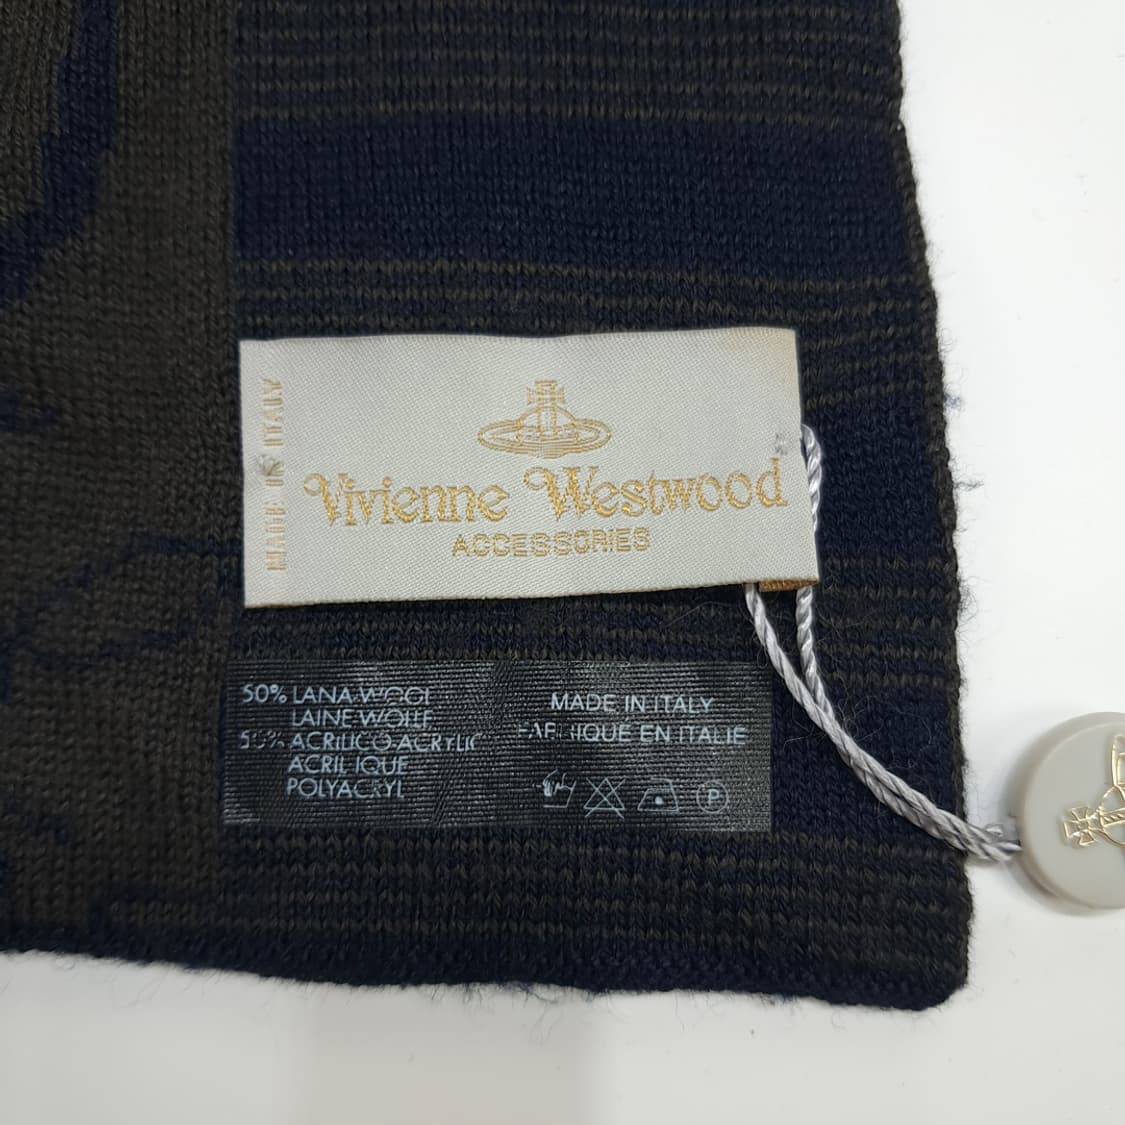 MADE IN ITALY
Vivienne Westwood
ACCESSORIES
50% LANA-WOOL
LAINE WOLLE
50% ACRILICO-ACRYLIC
ACRILIQUE
POLYACRYL
MADE IN ITALY
FABRIQUE EN ITALIE
P